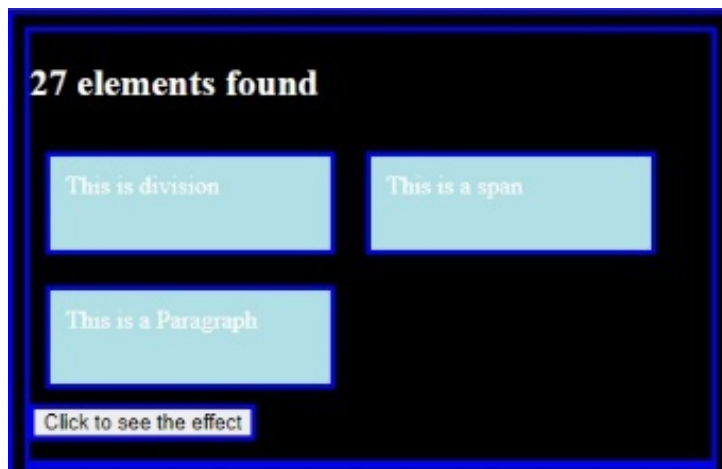 27 elements found
This is division
This is a span
This is a Paragraph
Click to see the effect